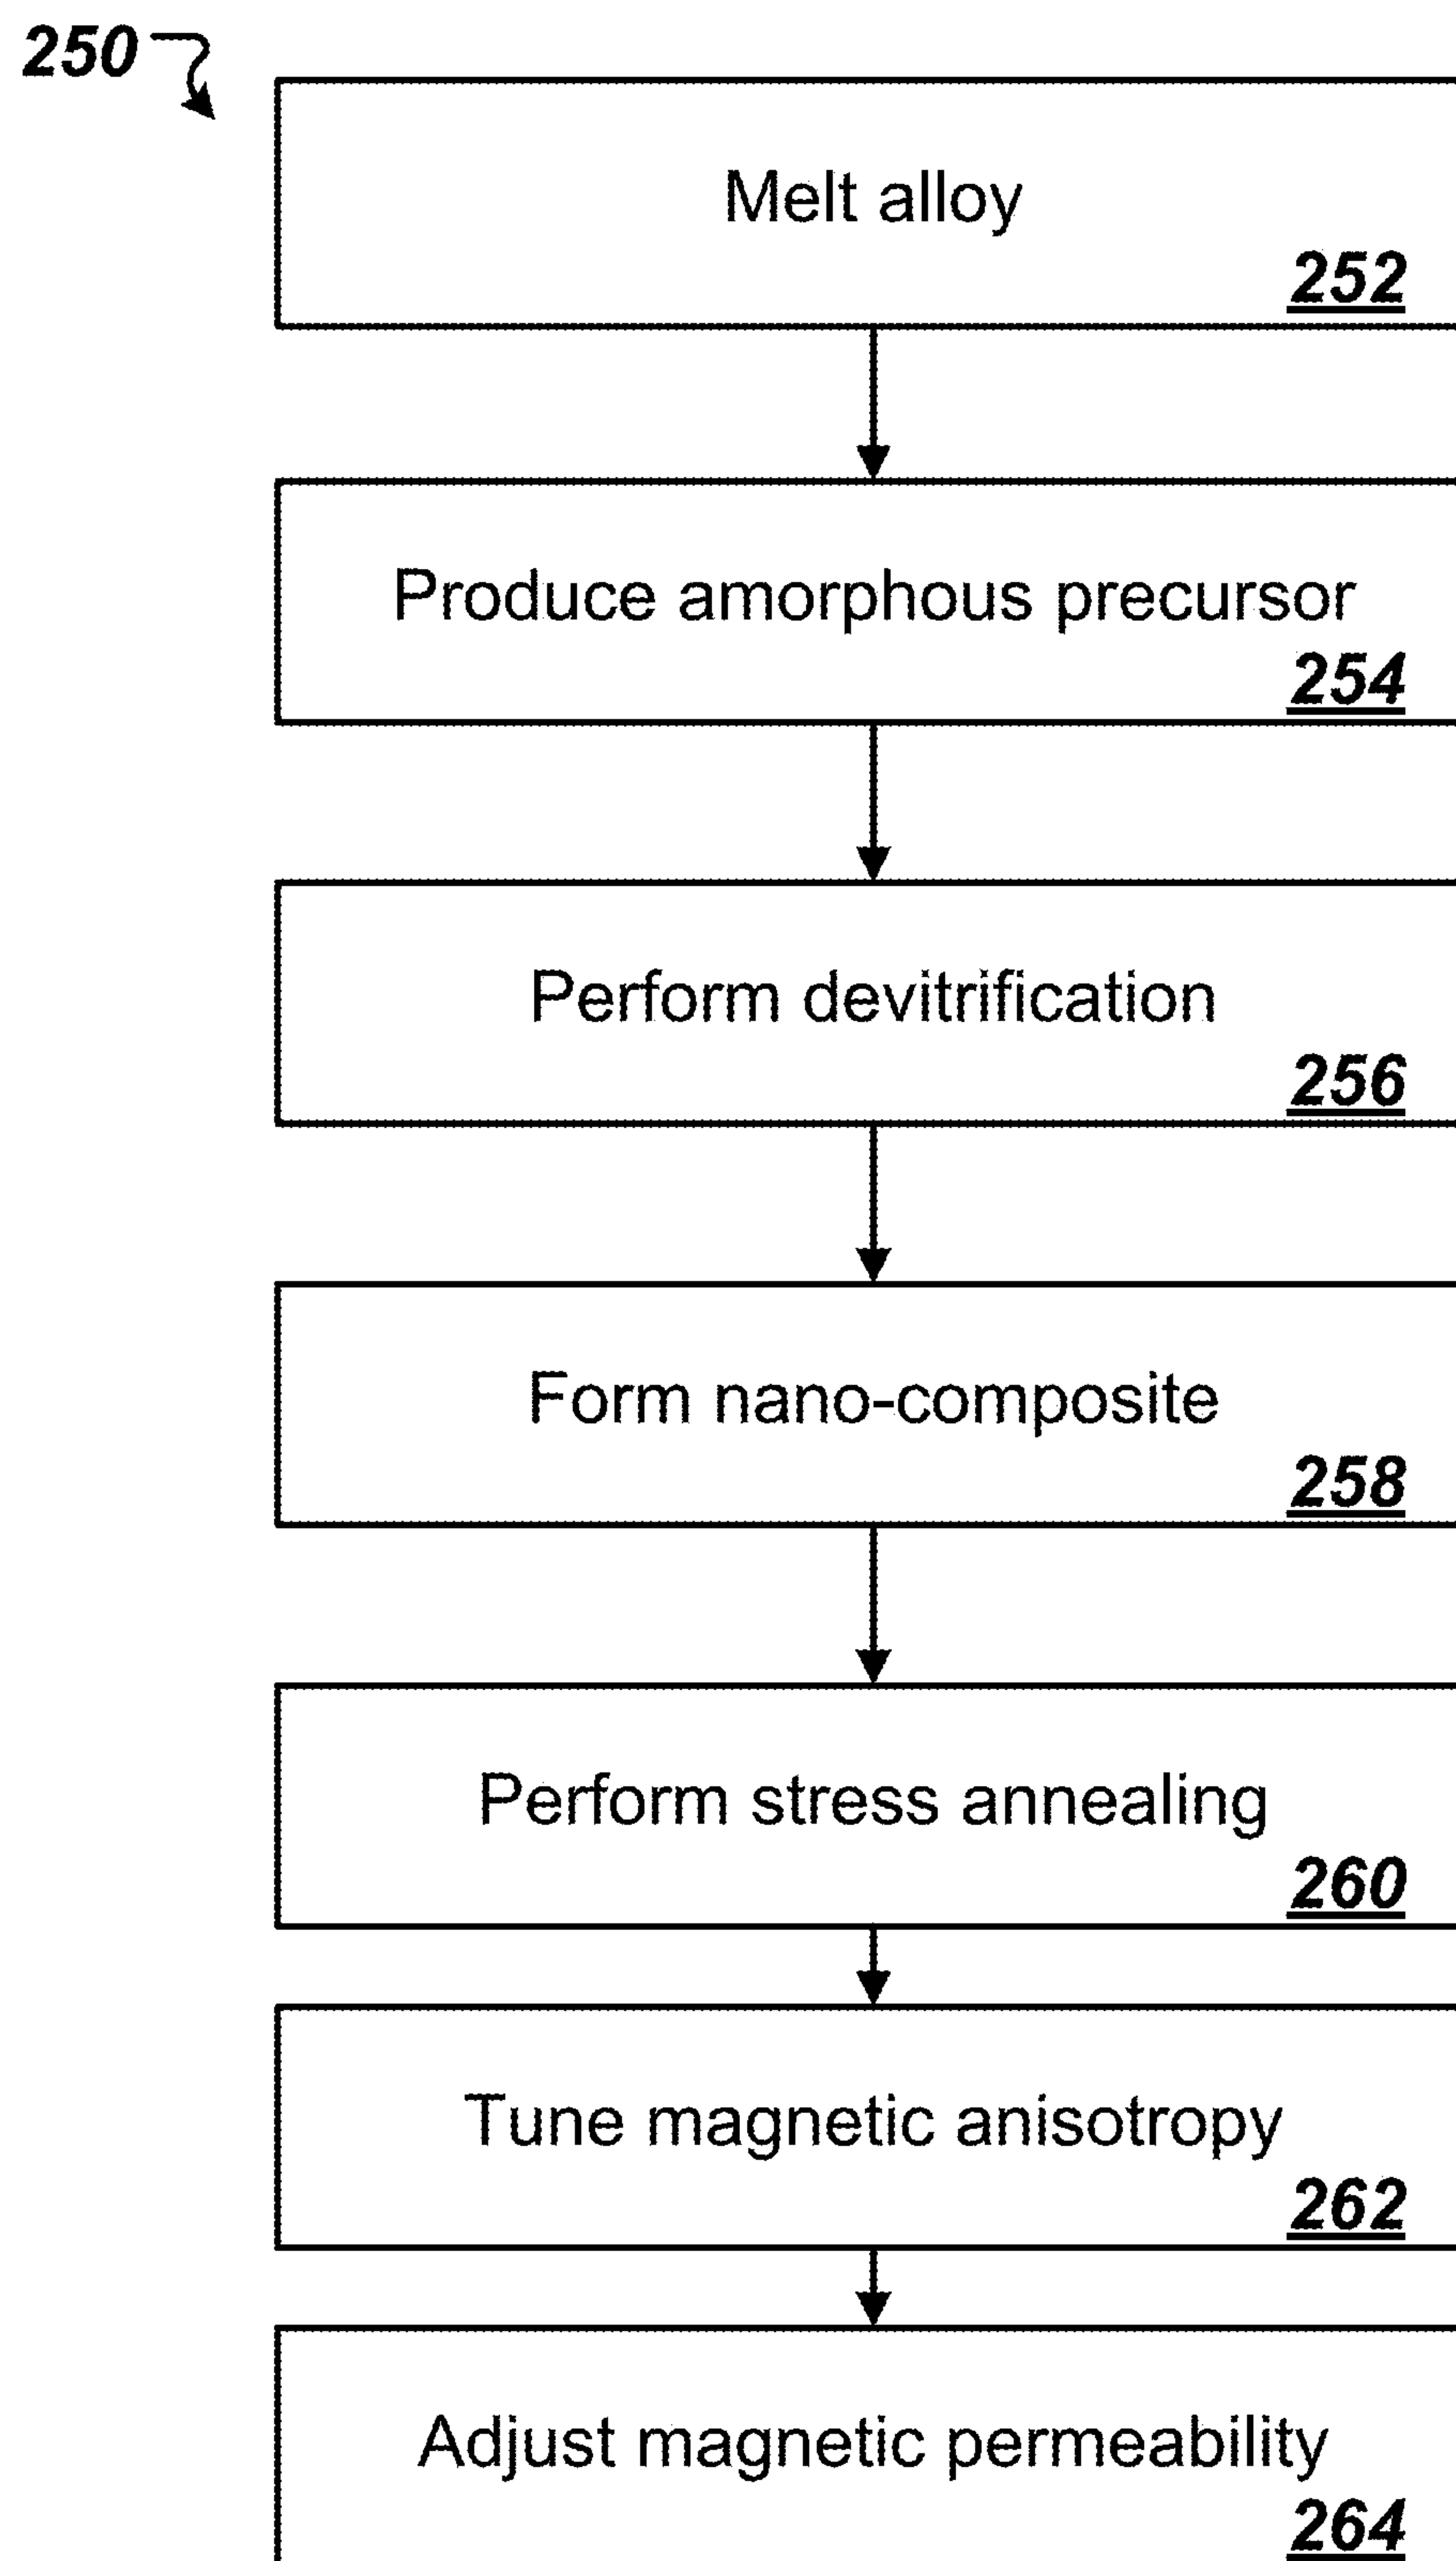 250
Melt alloy
252
Produce amorphous precursor
254
Perform devitrification
256
Form nano-composite
258
Perform stress annealing
260
Tune magnetic anisotropy
262
Adjust magnetic permeability
264